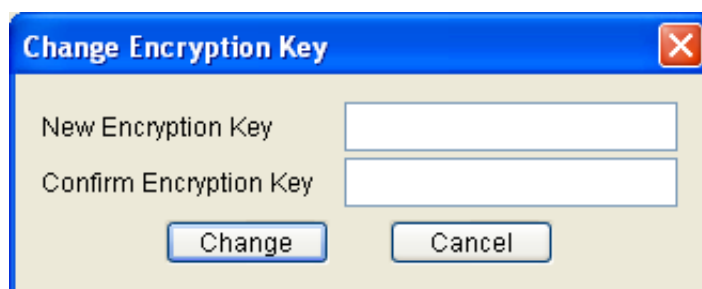 Change Encryption Key
New Encryption Key
Confirm Encryption Key
Change Cancel